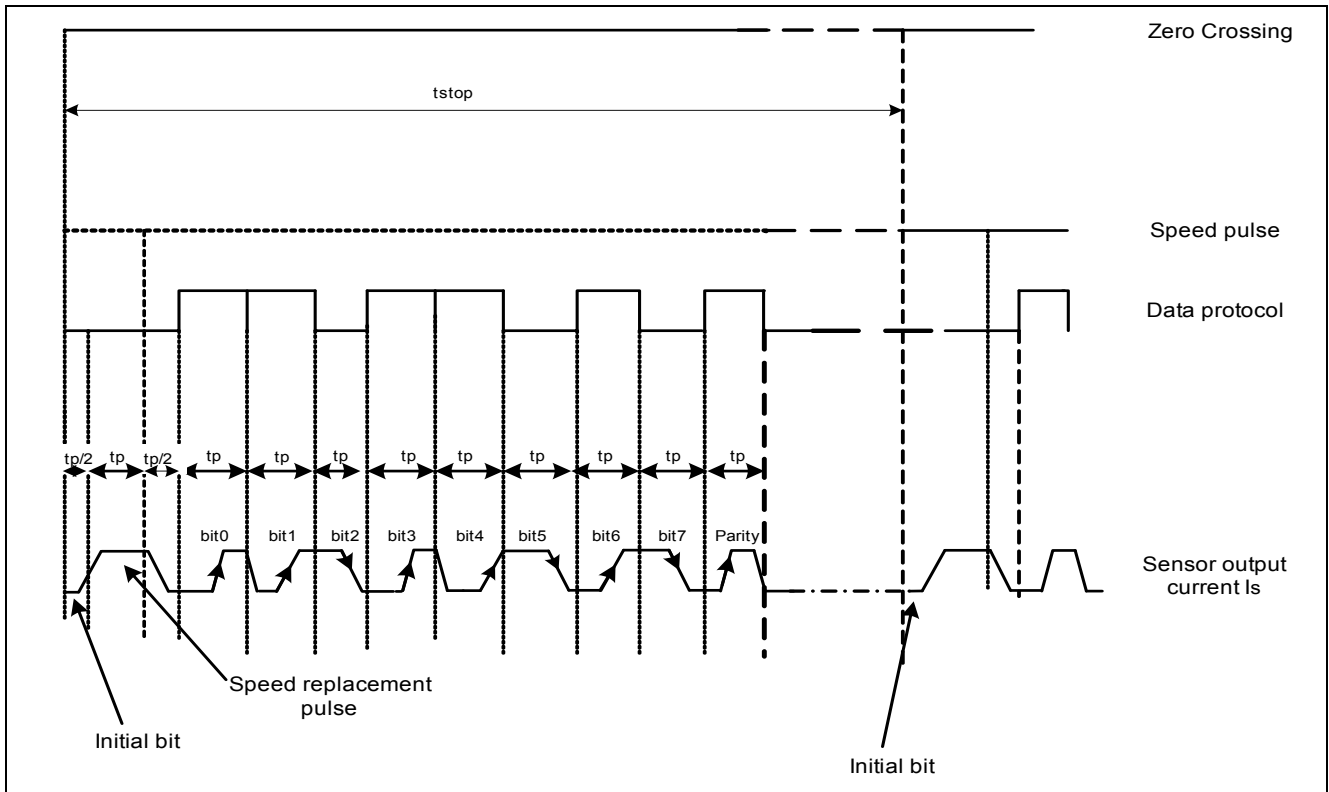 Zero Crossing
tstop
Speed pulse
Data protocol
tp/2 tp tp/2 tp tp tp tp tp tp tp tp tp
bit0 bit1 bit2 bit3 bit4 bit5 bit6 bit7 Parity
Sensor output
current Is
Speed replacement
pulse
Initial bit
Initial bit